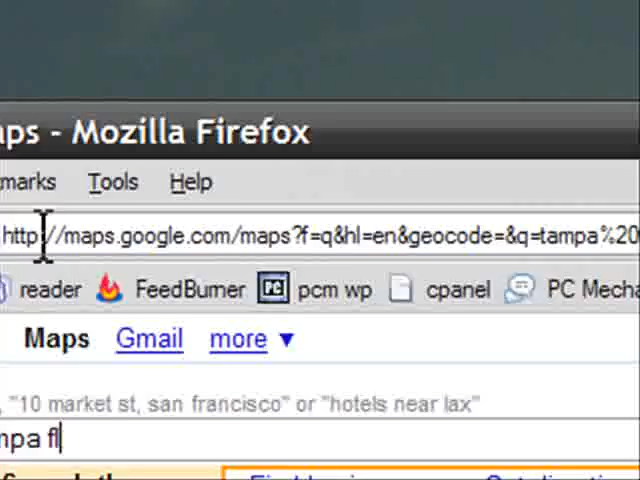 aps - Mozilla Firefox
marks Tools Help
http://maps.google.com/maps?f=q&hl=en&geocode=&q=tampa%20
reader FeedBurner pcm wp cpanel PC Mecha
Maps Gmail more ▼
, "10 market st, san francisco" or "hotels near lax"
mpa fl